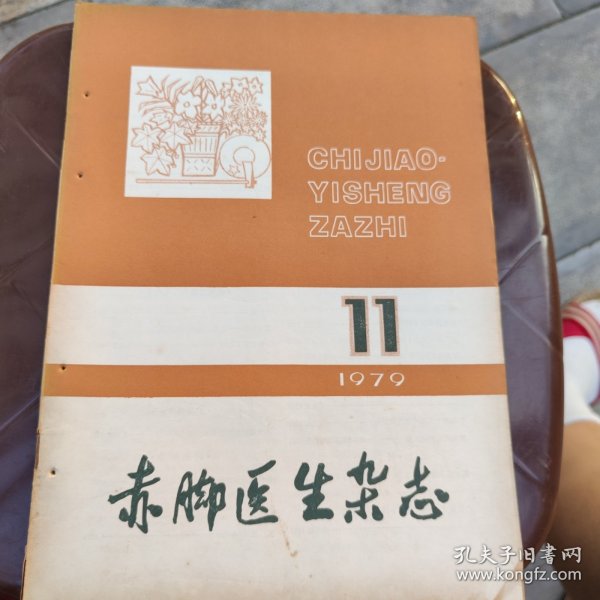 CHIJIAO-
YISHENG
ZAZHI
11
1979
赤脚医生杂志
孔夫子旧书网
www.kongfz.com